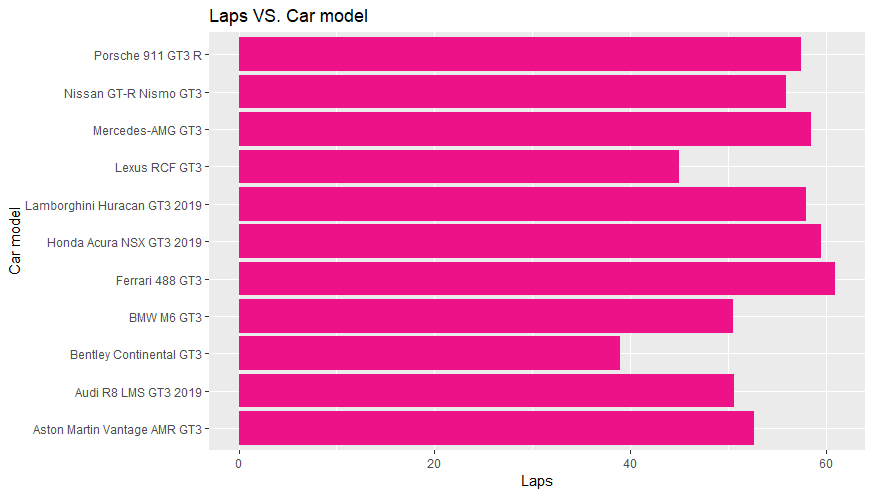 Laps VS. Car model
Car model
Porsche 911 GT3 R
Nissan GT-R Nismo GT3
Mercedes-AMG GT3
Lexus RCF GT3
Lamborghini Huracan GT3 2019
Honda Acura NSX GT3 2019
Ferrari 488 GT3
BMW M6 GT3
Bentley Continental GT3
Audi R8 LMS GT3 2019
Aston Martin Vantage AMR GT3
0 20 40 60
Laps